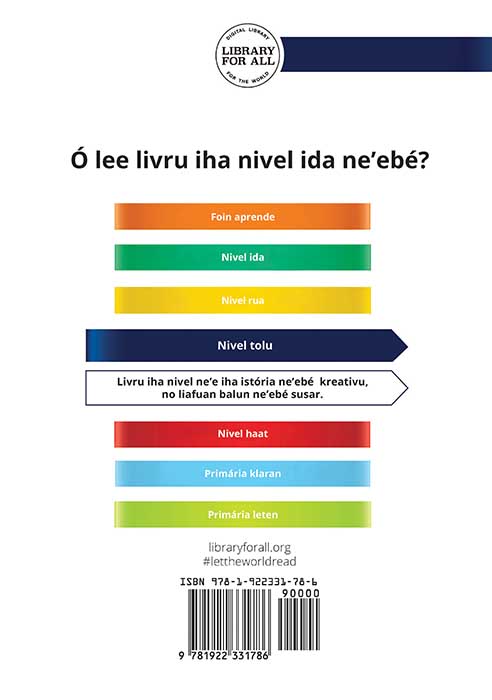 DIGITAL LIBRARY
LIBRARY
FOR ALL
FOR THE WORLD
Ó lee livru iha nivel ida ne’ebé?
Foin aprende
Nivel ida
Nivel rua
Nivel tolu
Livru iha nivel ne’e iha istória ne’ebé kreativu,
no liafuan balun ne’ebé susar.
Nivel haat
Primária klaran
Primária leten
libraryforall.org
#lettheworldread
ISBN 978-1-922331-78-6
90000
9 781922 331786